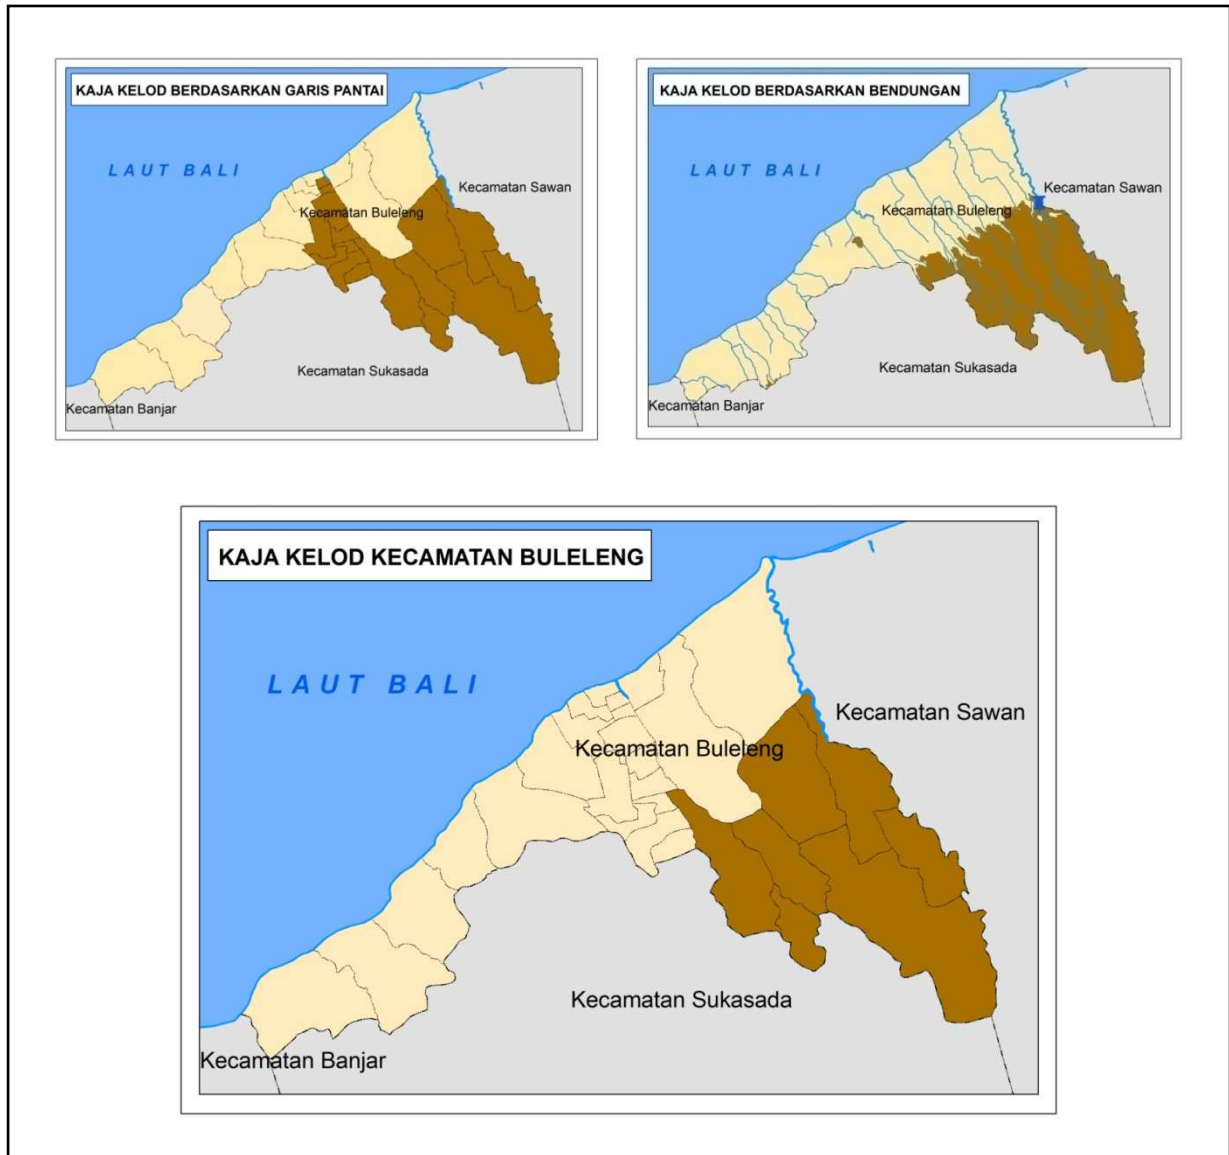 KAJA KELOD BERDASARKAN GARIS PANTAI
LAUT BALI
Kecamatan Sawan
Kecamatan Buleleng
Kecamatan Sukasada
Kecamatan Banjar
KAJA KELOD BERDASARKAN BENDUNGAN
LAUT BALI
Kecamatan Sawan
Kecamatan Buleleng
Kecamatan Sukasada
Kecamatan Banjar
KAJA KELOD KECAMATAN BULELENG
LAUT BALI
Kecamatan Sawan
Kecamatan Buleleng
Kecamatan Sukasada
Kecamatan Banjar